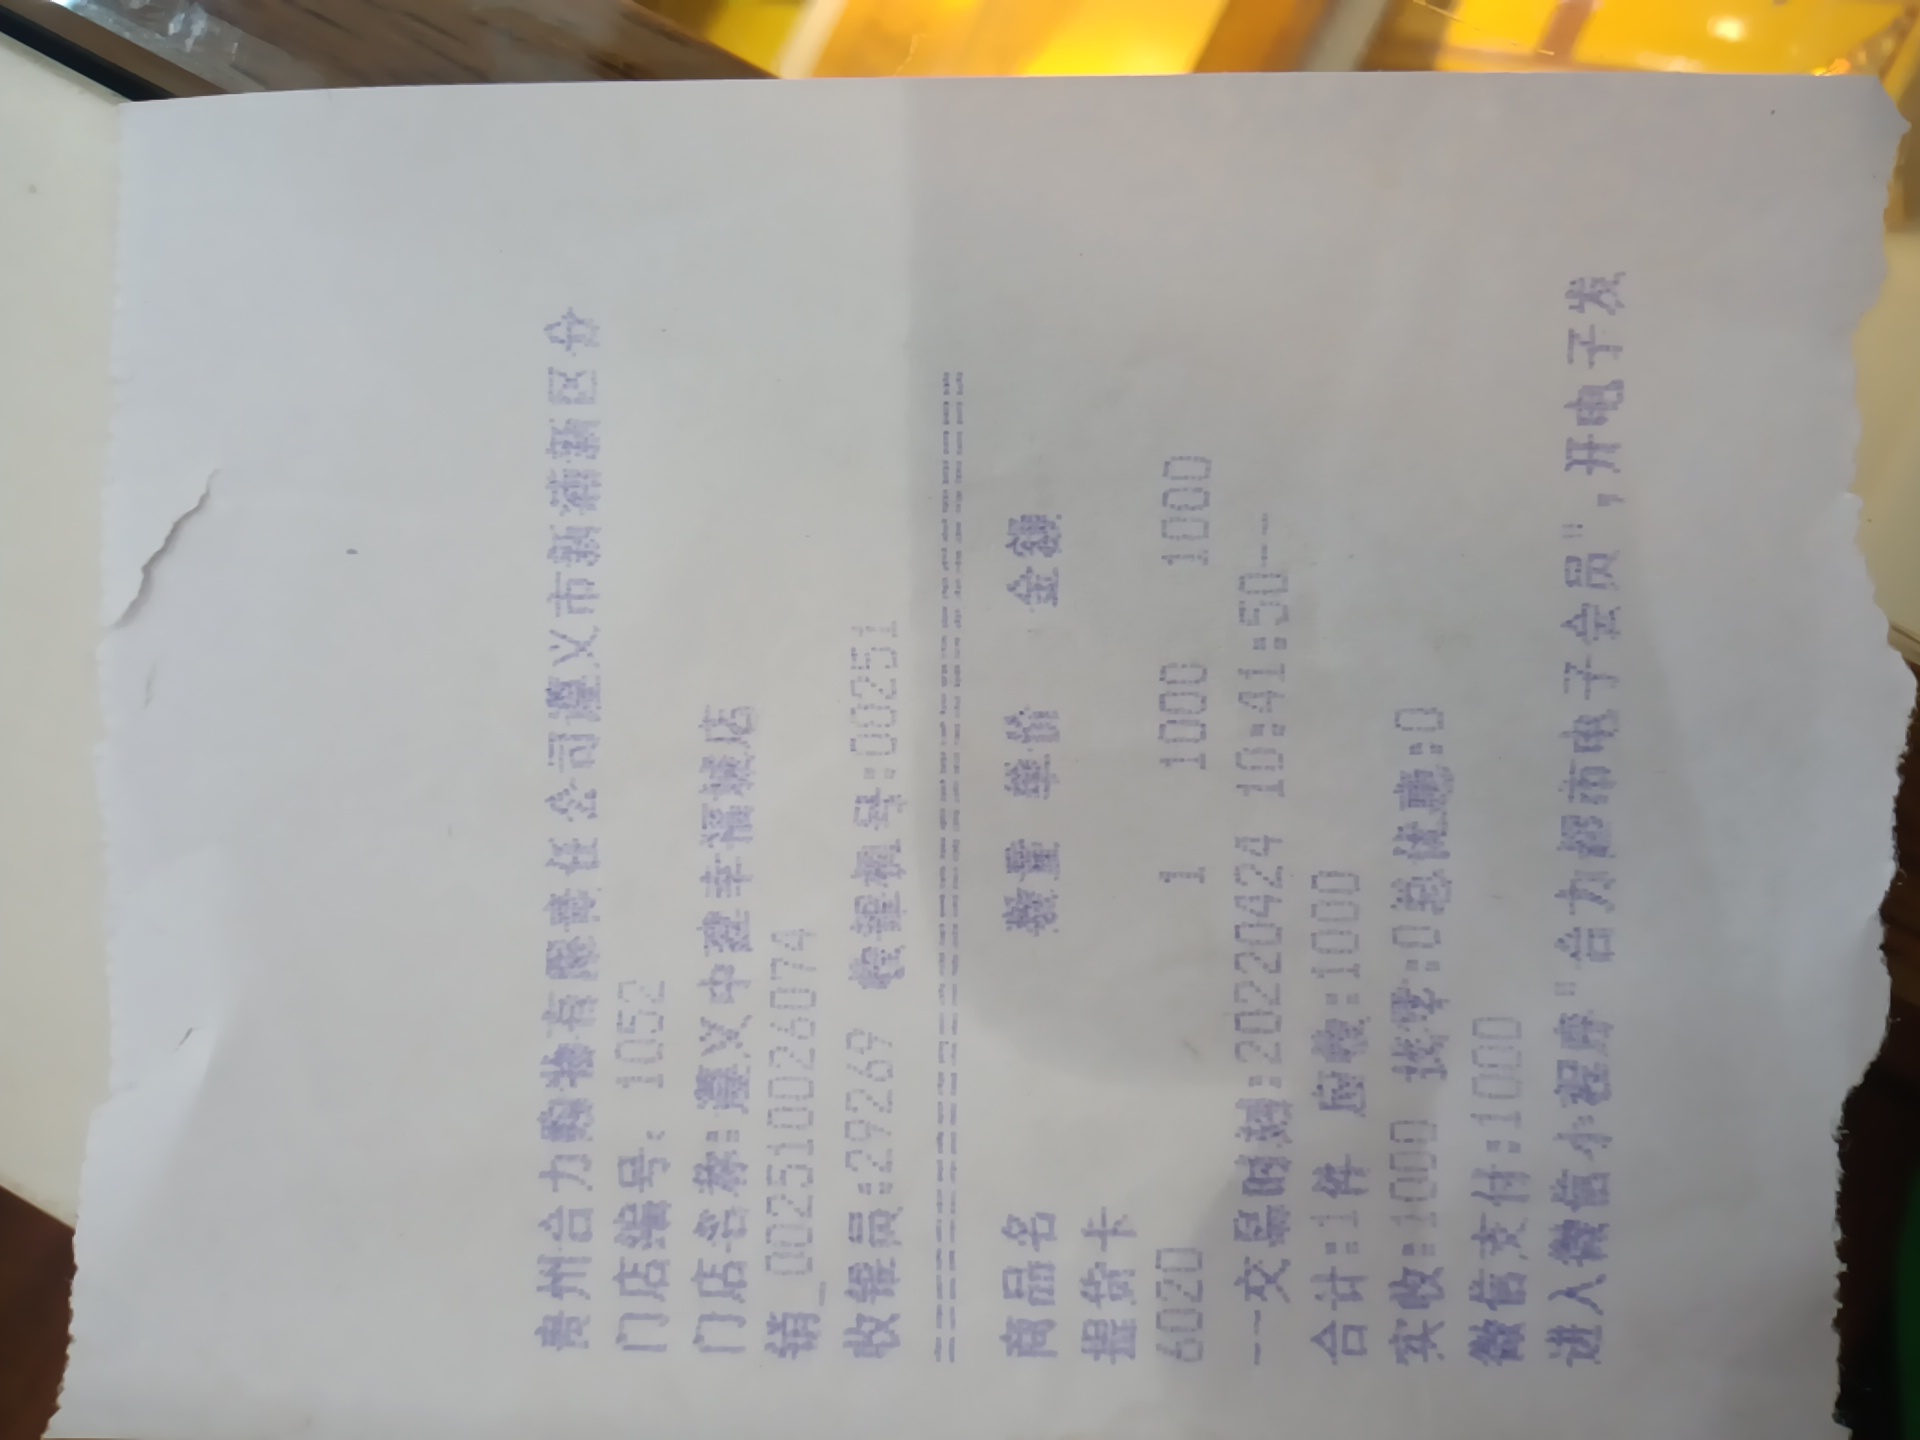 贵州合力购物有限责任公司遵义市新蒲新区分
门店编号: 1052
门店名称:遵义中建幸福城店
销_002510026074
收银员:29269 收银机号:00251
==================================
商品名 数量 单价 金额
提货卡
6020 1 1000 1000
--交易时刻:20220424 10:41:50--
合计:1件 应收:1000
实收:1000 找零:0总优惠:0
微信支付:1000
进入微信小程序"合力都市电子会员",开电子发